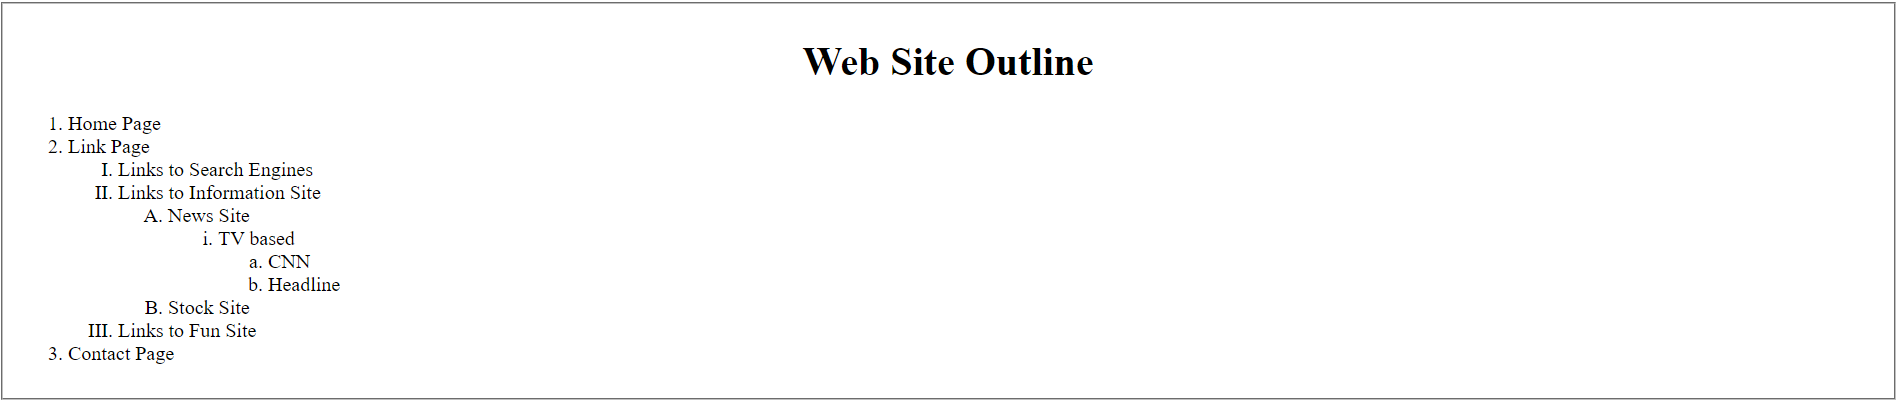 Web Site Outline
1. Home Page
2. Link Page
I. Links to Search Engines
II. Links to Information Site
A. News Site
i. TV based
a. CNN
b. Headline
B. Stock Site
III. Links to Fun Site
3. Contact Page